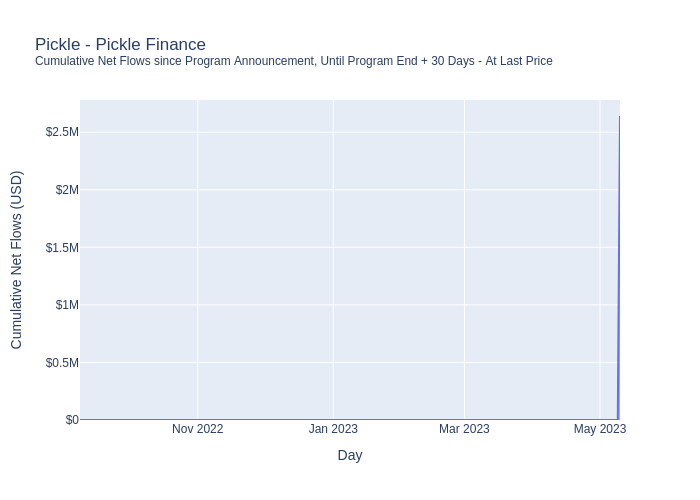 Pickle - Pickle Finance
Cumulative Net Flows since Program Announcement, Until Program End + 30 Days - At Last Price
$2.5M
$2M
$1.5M
$1M
$0.5M
$0
Cumulative Net Flows (USD)
Nov 2022
Jan 2023
Mar 2023
May 2023
Day